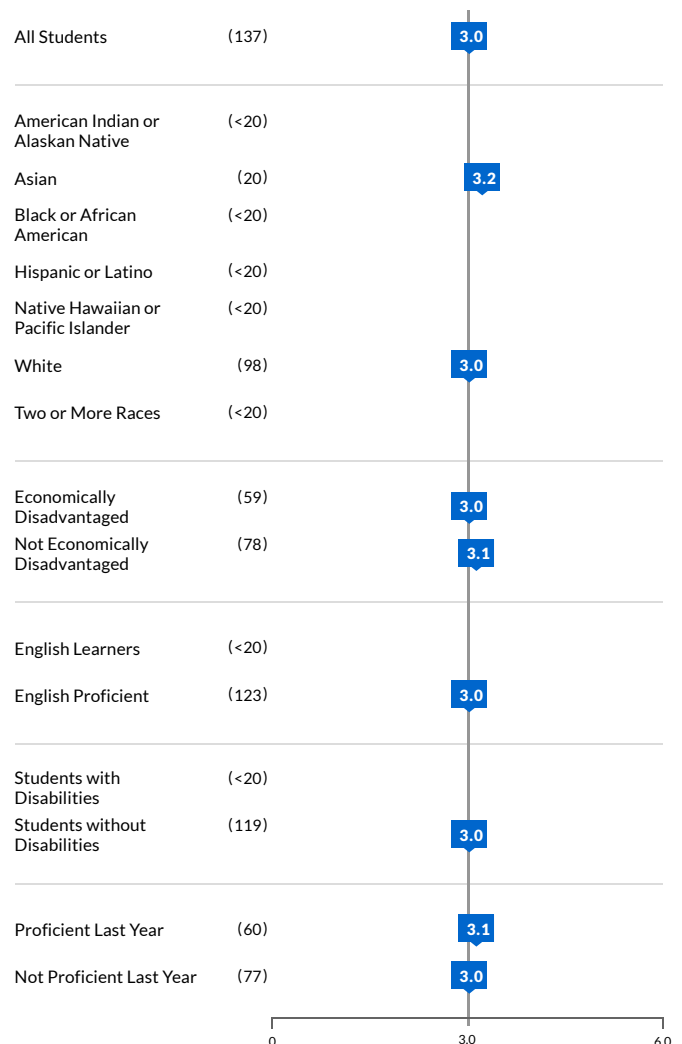 All Students (137) 3.0
American Indian or (<20)
Alaskan Native
Asian (20) 3.2
Black or African (<20)
American
Hispanic or Latino (<20)
Native Hawaiian or (<20)
Pacific Islander
White (98) 3.0
Two or More Races (<20)
Economically (59) 3.0
Disadvantaged
Not Economically (78) 3.1
Disadvantaged
English Learners (<20)
English Proficient (123) 3.0
Students with (<20)
Disabilities
Students without (119) 3.0
Disabilities
Proficient Last Year (60) 3.1
Not Proficient Last Year (77) 3.0
0 3.0 6.0